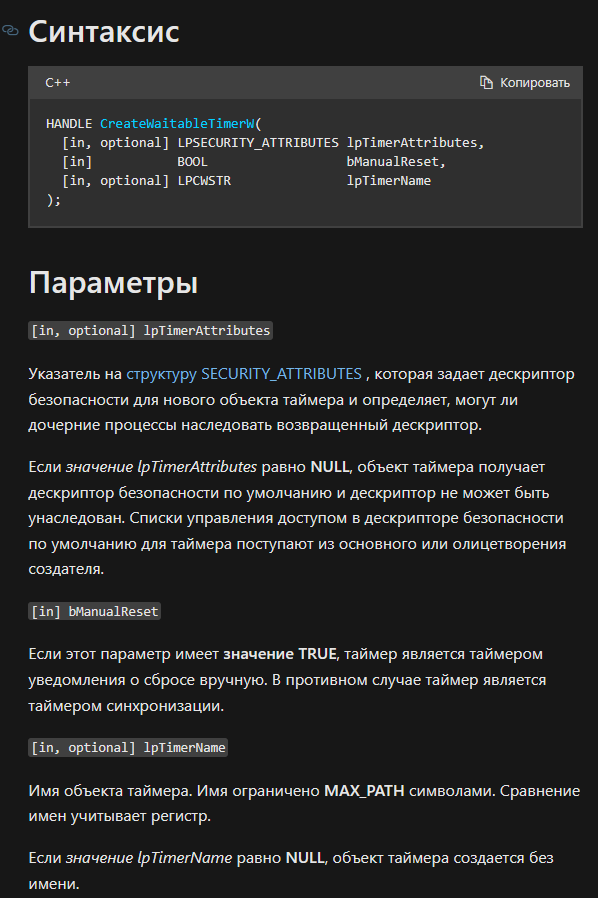 Синтаксис
C++ Копировать
HANDLE CreateWaitableTimerW(
  [in, optional] LPSECURITY_ATTRIBUTES lpTimerAttributes,
  [in]           BOOL                  bManualReset,
  [in, optional] LPCWSTR               lpTimerName
);
Параметры
[in, optional] lpTimerAttributes
Указатель на структуру SECURITY_ATTRIBUTES , которая задает дескриптор
безопасности для нового объекта таймера и определяет, могут ли
дочерние процессы наследовать возвращенный дескриптор.
Если значение lpTimerAttributes равно NULL, объект таймера получает
дескриптор безопасности по умолчанию и дескриптор не может быть
унаследован. Списки управления доступом в дескрипторе безопасности
по умолчанию для таймера поступают из основного или олицетворения
создателя.
[in] bManualReset
Если этот параметр имеет значение TRUE, таймер является таймером
уведомления о сбросе вручную. В противном случае таймер является
таймером синхронизации.
[in, optional] lpTimerName
Имя объекта таймера. Имя ограничено MAX_PATH символами. Сравнение
имен учитывает регистр.
Если значение lpTimerName равно NULL, объект таймера создается без
имени.